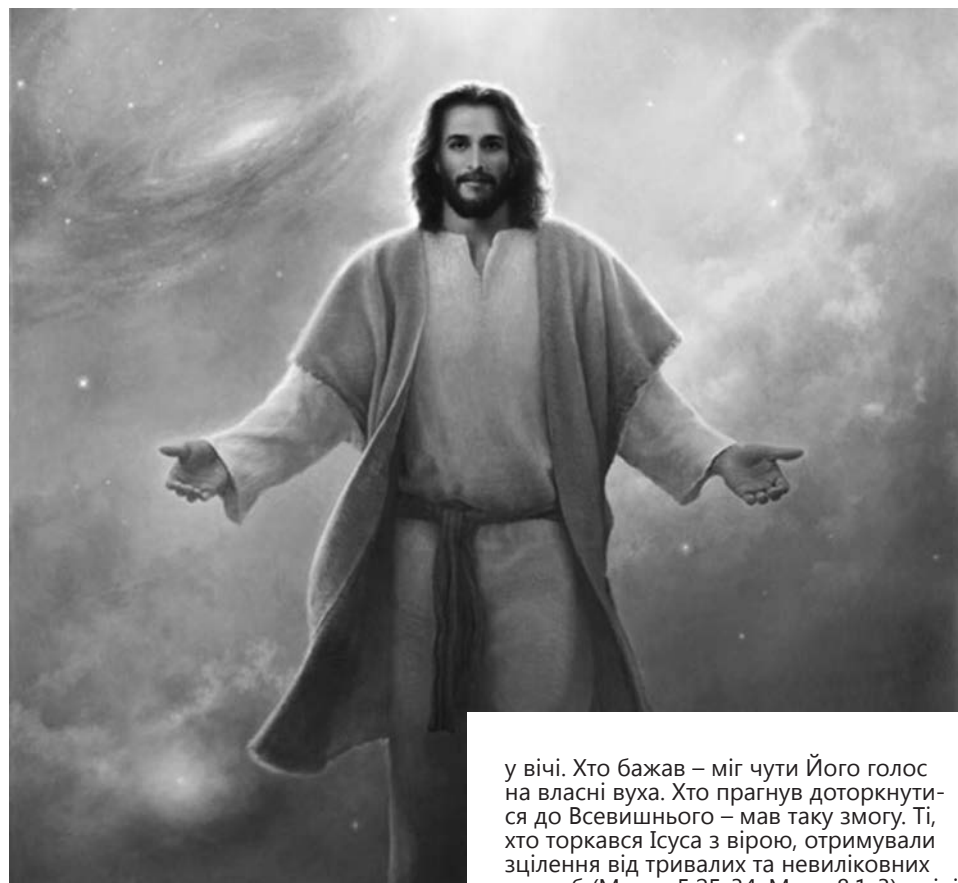 у вічі. Хто бажав – міг чути Його голос
на власні вуха. Хто прагнув доторкнути-
ся до Всевишнього – мав таку змогу. Ті,
хто торкався Ісуса з вірою, отримували
зцілення від тривалих та невиліковних